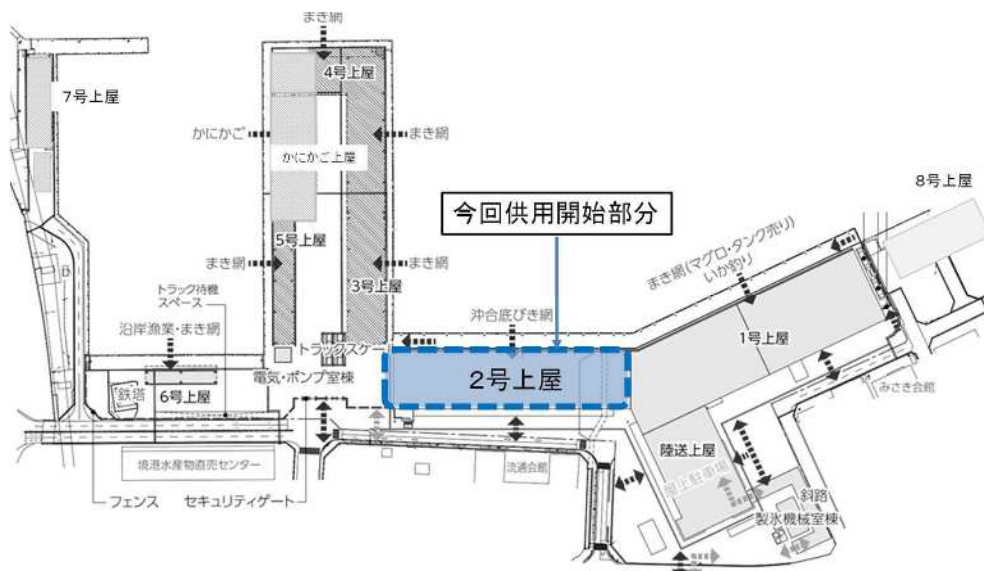 まき網
4号上屋
7号上屋
かにかご
まき網
かにかご上屋
8号上屋
今回供用開始部分
5号上屋
まき網
まき網
3号上屋
まき網(マグロ・タンク売り)
いか釣り
トラック待機
スペース
沿岸漁業・まき網
沖合底びき網
1号上屋
トラックスケール
電気・ポンプ室棟
2号上屋
みさき会館
鉄塔
6号上屋
陸送上屋
境港水産物直売センター
流通会館
屋上駐車場
斜路
フェンス
セキュリティゲート
製氷機械室棟